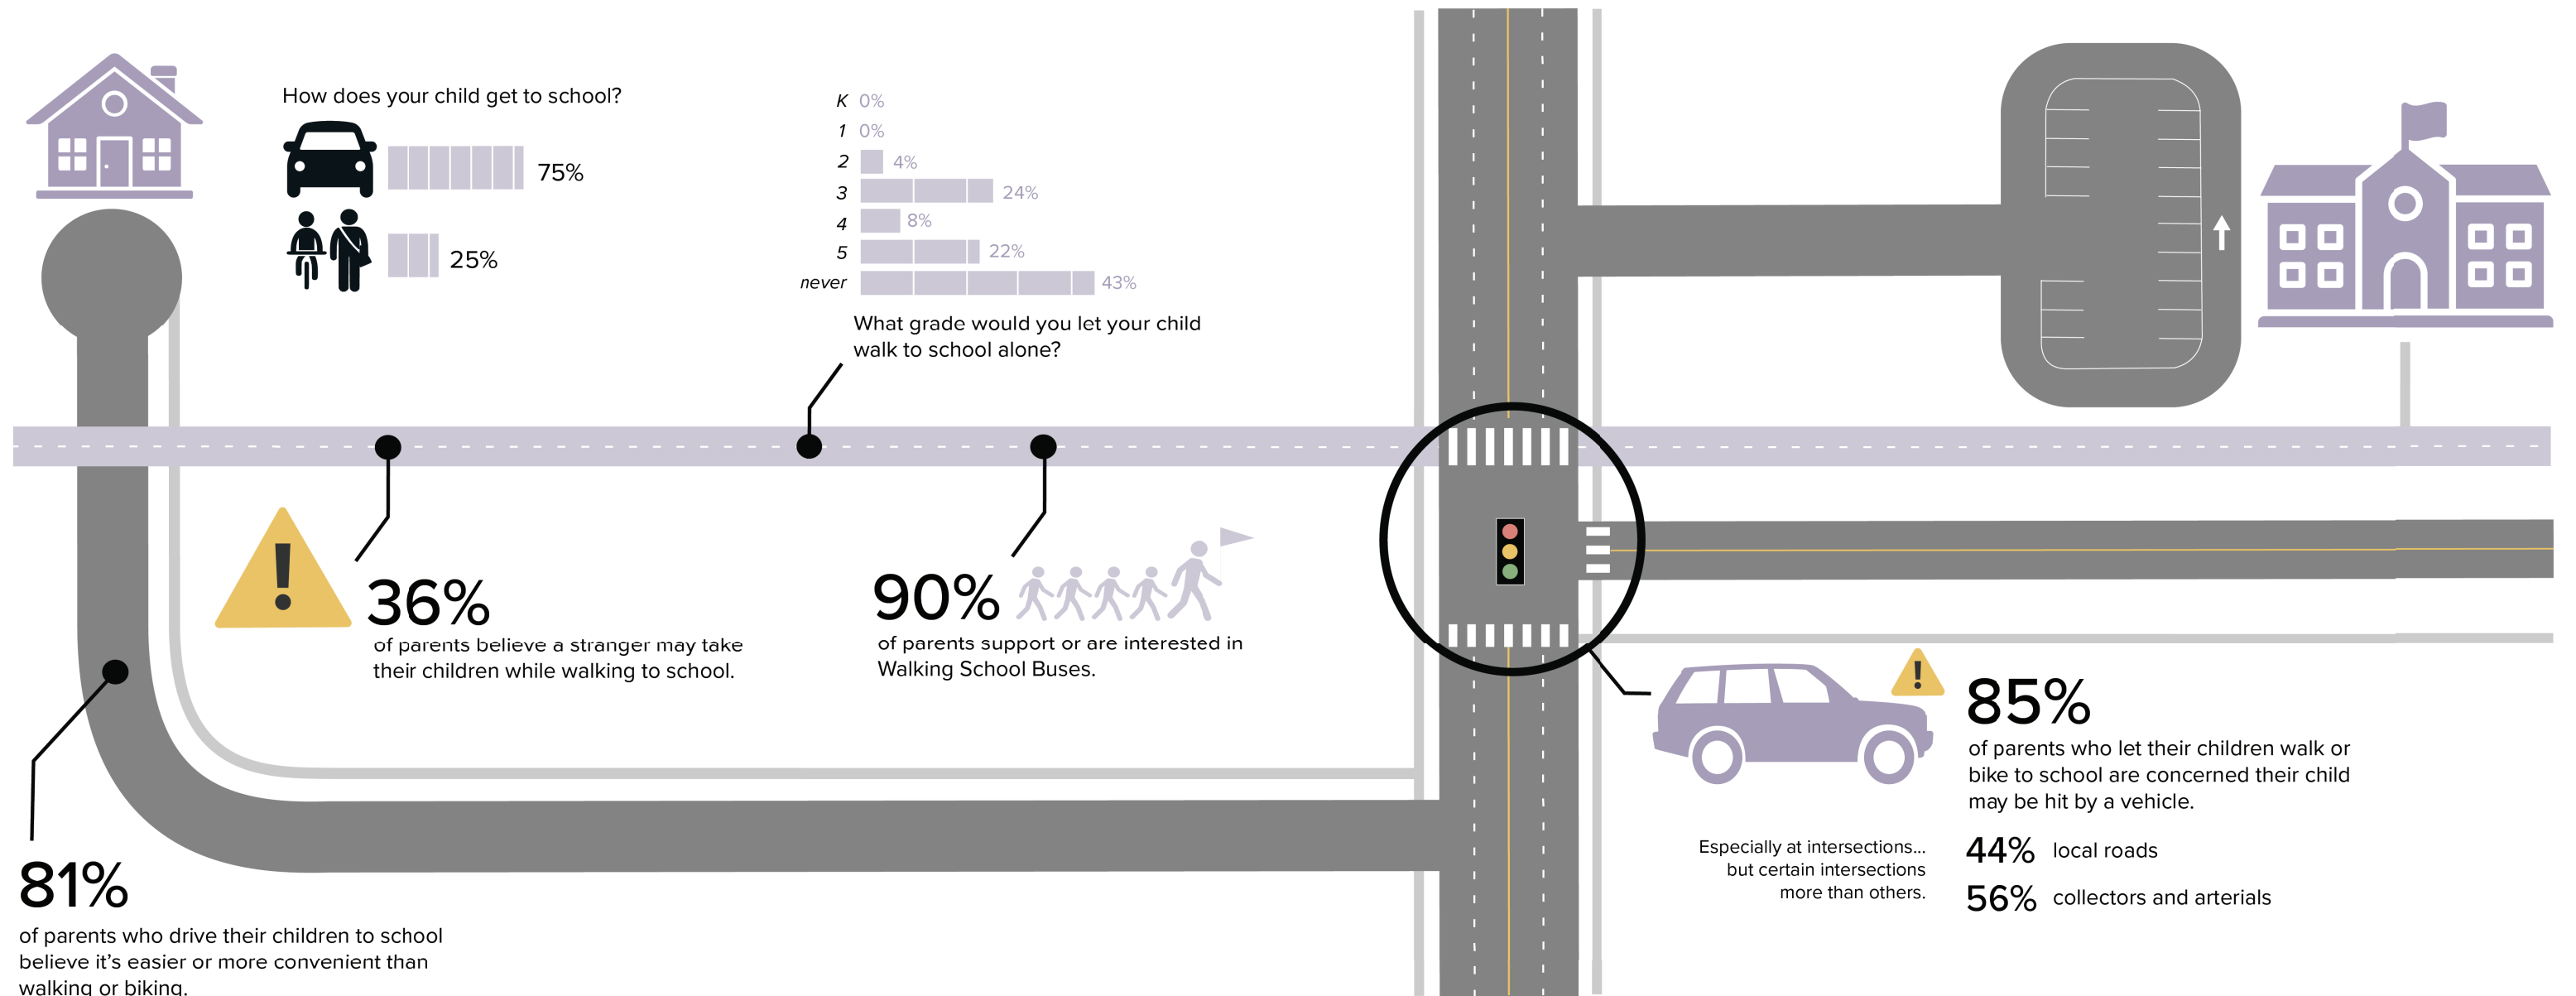 How does your child get to school?
75%
25%
K 0%
1 0%
2 4%
3 24%
4 8%
5 22%
never 43%
What grade would you let your child
walk to school alone?
36%
of parents believe a stranger may take
their children while walking to school.
90%
of parents support or are interested in
Walking School Buses.
85%
of parents who let their children walk or
bike to school are concerned their child
may be hit by a vehicle.
Especially at intersections...
but certain intersections
more than others.
44% local roads
56% collectors and arterials
81%
of parents who drive their children to school
believe it's easier or more convenient than
walking or biking.